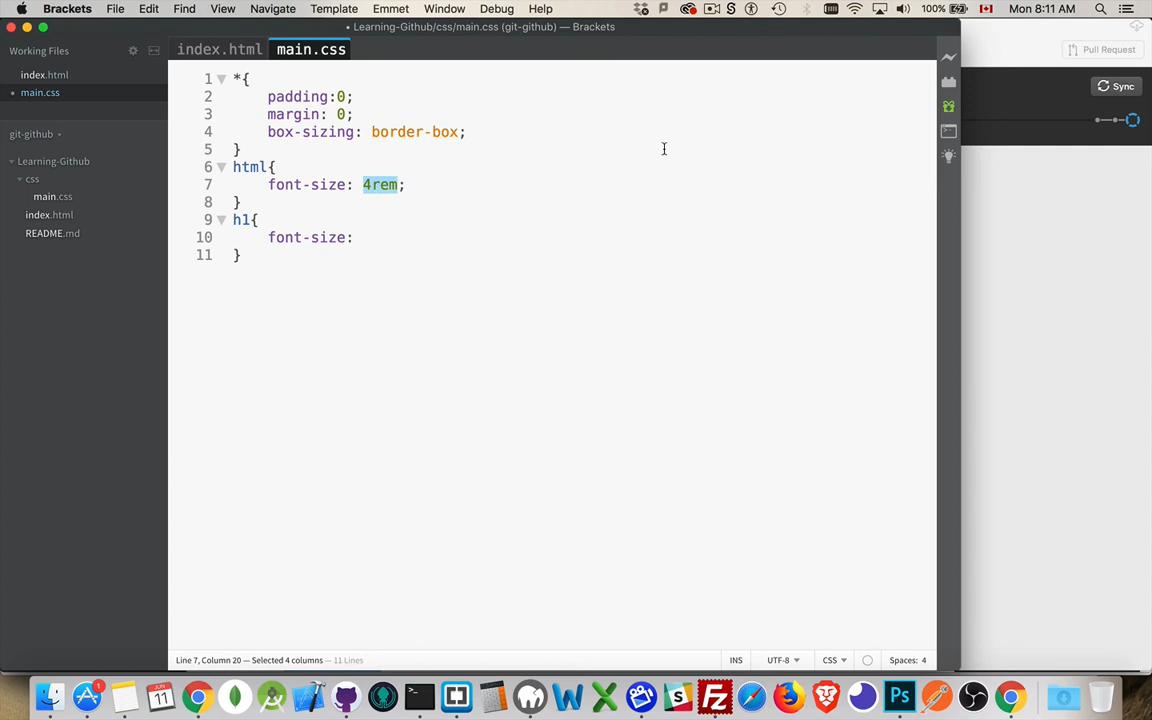 Brackets File Edit Find View Navigate Template Emmet Window Debug Help 100% Mon 8:11 AM
• Learning-Github/css/main.css (git-github) — Brackets
Working Files
index.html
• main.css
git-github
Learning-Github
css
main.css
index.html
README.md
index.html main.css
1 *{
2 padding:0;
3 margin: 0;
4 box-sizing: border-box;
5 }
6 html{
7 font-size: 4rem;
8 }
9 h1{
10 font-size:
11 }
Pull Request
Sync
Line 7, Column 20 — Selected 4 columns — 11 Lines
INS UTF-8 CSS Spaces: 4